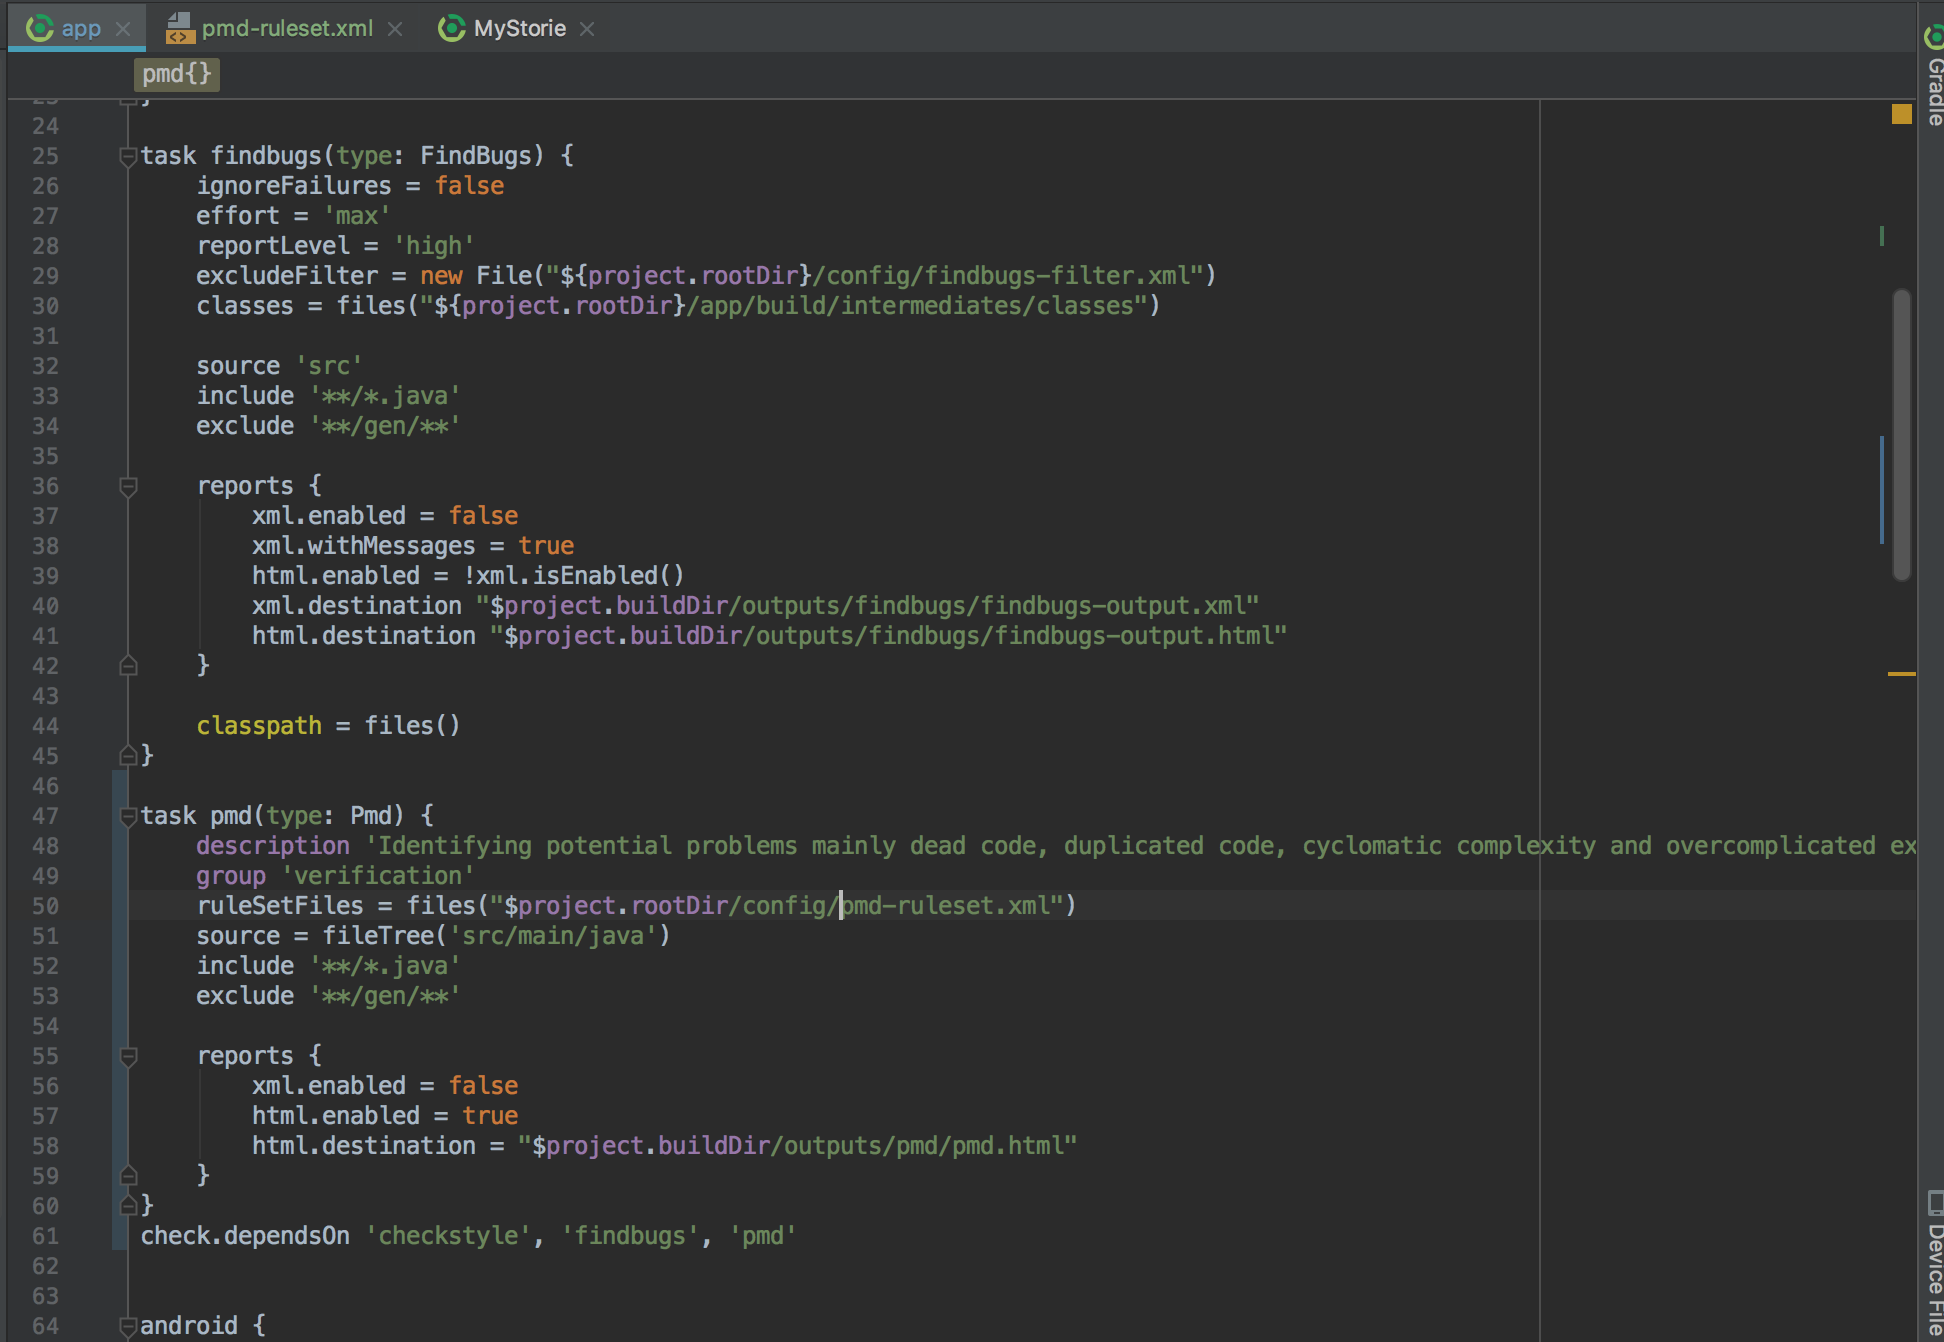 app
pmd-ruleset.xml
MyStorie
pmd{}
24
25 task findbugs(type: FindBugs) {
26 ignoreFailures = false
27 effort = 'max'
28 reportLevel = 'high'
29 excludeFilter = new File("${project.rootDir}/config/findbugs-filter.xml")
30 classes = files("${project.rootDir}/app/build/intermediates/classes")
31
32 source 'src'
33 include '**/*.java'
34 exclude '**/gen/**'
35
36 reports {
37 xml.enabled = false
38 xml.withMessages = true
39 html.enabled = !xml.isEnabled()
40 xml.destination "$project.buildDir/outputs/findbugs/findbugs-output.xml"
41 html.destination "$project.buildDir/outputs/findbugs/findbugs-output.html"
42 }
43
44 classpath = files()
45 }
46
47 task pmd(type: Pmd) {
48 description 'Identifying potential problems mainly dead code, duplicated code, cyclomatic complexity and overcomplicated ex
49 group 'verification'
50 ruleSetFiles = files("$project.rootDir/config/pmd-ruleset.xml")
51 source = fileTree('src/main/java')
52 include '**/*.java'
53 exclude '**/gen/**'
54
55 reports {
56 xml.enabled = false
57 html.enabled = true
58 html.destination = "$project.buildDir/outputs/pmd/pmd.html"
59 }
60 }
61 check.dependsOn 'checkstyle', 'findbugs', 'pmd'
62
63
64 android {
Gradle
Device File